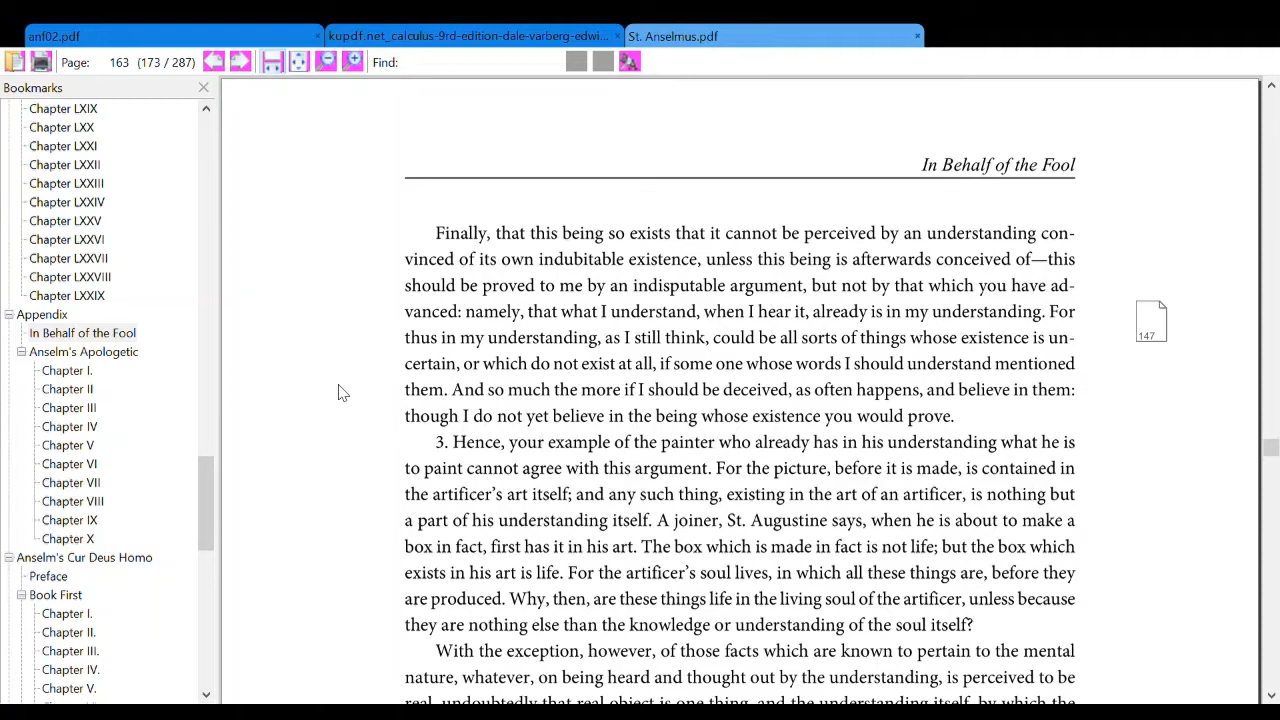 anf02.pdf
kupdf.net_calculus-9rd-edition-dale-varberg-edwi...
St. Anselmus.pdf
Page: 163 (173 / 287) Find:
Bookmarks
Chapter LXIX
Chapter LXX
Chapter LXXI
Chapter LXXII
Chapter LXXIII
Chapter LXXIV
Chapter LXXV
Chapter LXXVI
Chapter LXXVII
Chapter LXXVIII
Chapter LXXIX
Appendix
In Behalf of the Fool
Anselm's Apologetic
Chapter I.
Chapter II
Chapter III
Chapter IV
Chapter V
Chapter VI
Chapter VII
Chapter VIII
Chapter IX
Chapter X
Anselm's Cur Deus Homo
Preface
Book First
Chapter I.
Chapter II.
Chapter III.
Chapter IV.
Chapter V.
In Behalf of the Fool
Finally, that this being so exists that it cannot be perceived by an understanding con-
vinced of its own indubitable existence, unless this being is afterwards conceived of—this
should be proved to me by an indisputable argument, but not by that which you have ad-
vanced: namely, that what I understand, when I hear it, already is in my understanding. For
thus in my understanding, as I still think, could be all sorts of things whose existence is un-
certain, or which do not exist at all, if some one whose words I should understand mentioned
them. And so much the more if I should be deceived, as often happens, and believe in them:
though I do not yet believe in the being whose existence you would prove.
3. Hence, your example of the painter who already has in his understanding what he is
to paint cannot agree with this argument. For the picture, before it is made, is contained in
the artificer's art itself; and any such thing, existing in the art of an artificer, is nothing but
a part of his understanding itself. A joiner, St. Augustine says, when he is about to make a
box in fact, first has it in his art. The box which is made in fact is not life; but the box which
exists in his art is life. For the artificer's soul lives, in which all these things are, before they
are produced. Why, then, are these things life in the living soul of the artificer, unless because
they are nothing else than the knowledge or understanding of the soul itself?
With the exception, however, of those facts which are known to pertain to the mental
nature, whatever, on being heard and thought out by the understanding, is perceived to be
real, undoubtedly that real object is one thing, and the understanding itself, by which the
147